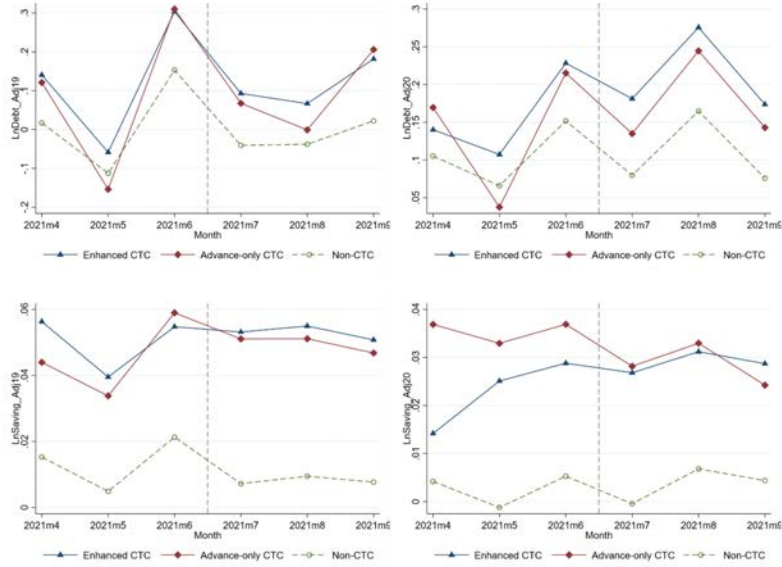 LnDebt_Adj19
.3
.2
.1
0
-.1
-.2
2021m4 2021m5 2021m6 2021m7 2021m8 2021m9
Month
Enhanced CTC Advance-only CTC Non-CTC
LnDebt_Adj20
.3
.25
.2
.15
.1
.05
2021m4 2021m5 2021m6 2021m7 2021m8 2021m9
Month
Enhanced CTC Advance-only CTC Non-CTC
LnSaving_Adj19
.06
.04
.02
0
2021m4 2021m5 2021m6 2021m7 2021m8 2021m9
Month
Enhanced CTC Advance-only CTC Non-CTC
LnSaving_Adj20
.04
.03
.02
.01
0
2021m4 2021m5 2021m6 2021m7 2021m8 2021m9
Month
Enhanced CTC Advance-only CTC Non-CTC